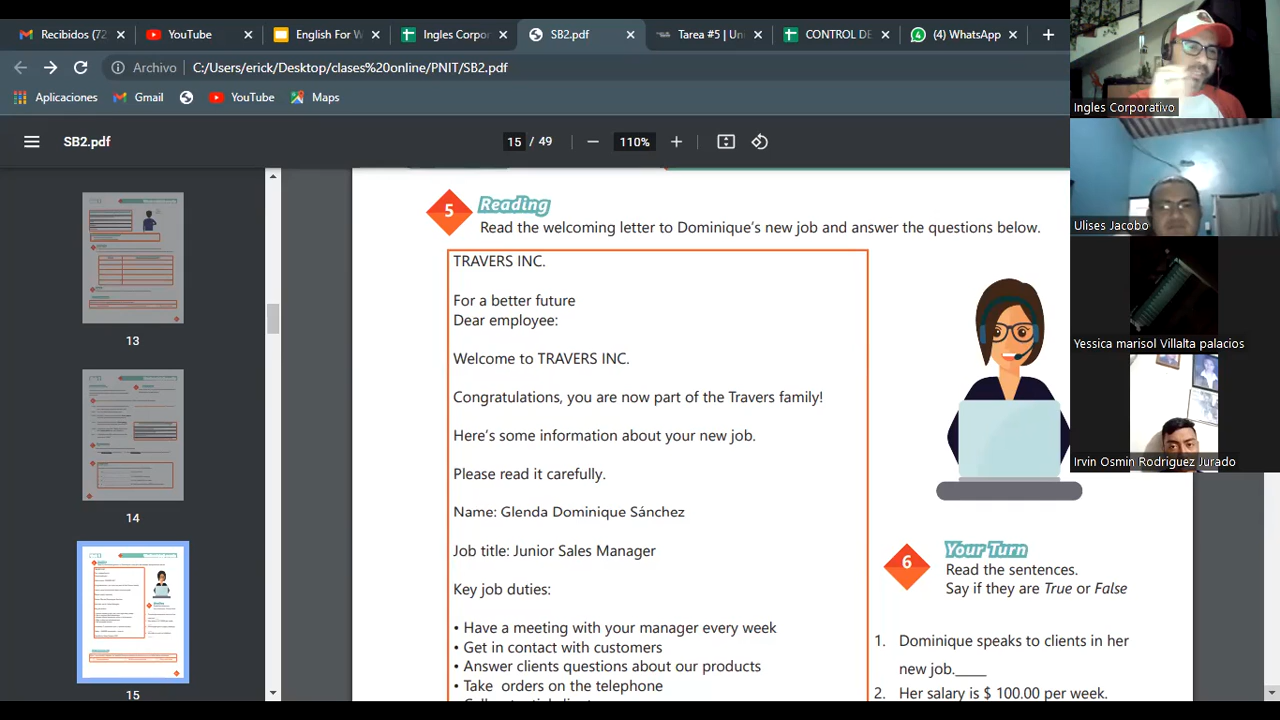 Recibidos (72
YouTube
English For W
Ingles Corpor
SB2.pdf
Tarea #5 | Un
CONTROL DE
(4) WhatsApp
Archivo
C:/Users/erick/Desktop/clases%20online/PNIT/SB2.pdf
Aplicaciones
Gmail
YouTube
Maps
SB2.pdf
15 / 49
110%
13
14
15
5
Reading
Read the welcoming letter to Dominique's new job and answer the questions below.
TRAVERS INC.
For a better future
Dear employee:
Welcome to TRAVERS INC.
Congratulations, you are now part of the Travers family!
Here's some information about your new job.
Please read it carefully.
Name: Glenda Dominique Sánchez
Job title: Junior Sales Manager
Key job duties:
• Have a meeting with your manager every week
• Get in contact with customers
• Answer clients questions about our products
• Take orders on the telephone
6
Your Turn
Read the sentences.
Say if they are True or False
1. Dominique speaks to clients in her
new job.____
2. Her salary is $ 100.00 per week.
Ingles Corporativo
Ulises Jacobo
Yessica marisol Villalta palacios
Irvin Osmin Rodriguez Jurado